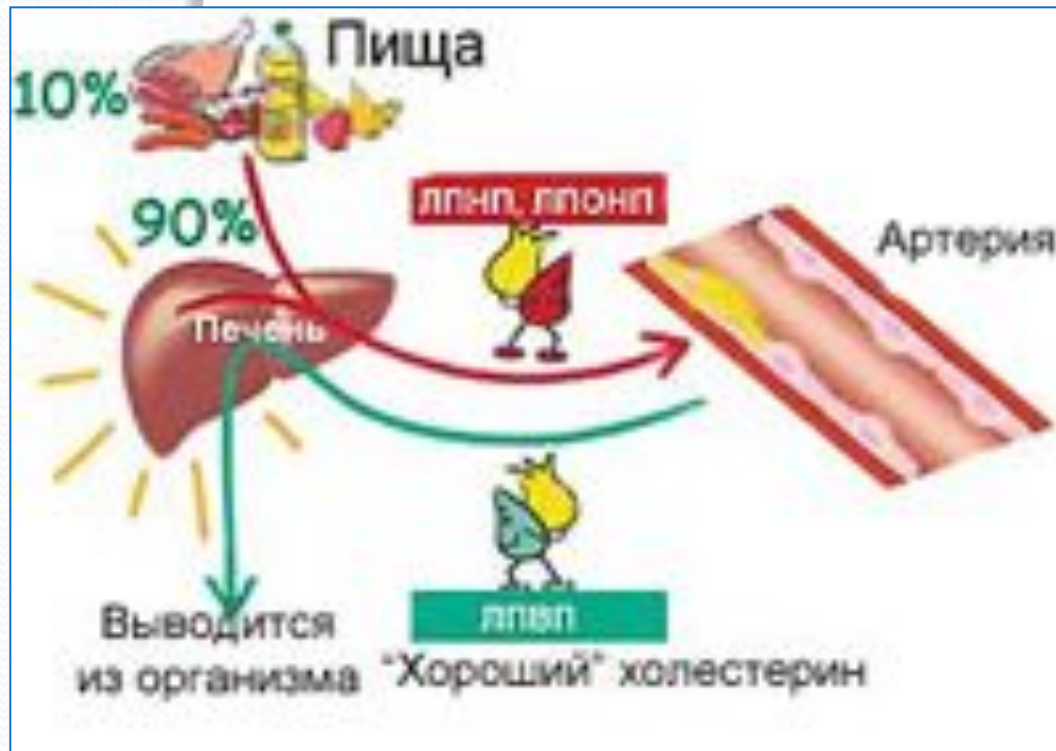 Пища
10%
90%
ЛПНП, ЛПОНП
Артерия
Печень
ЛПВП
Выводится
из организма
"Хороший" холестерин